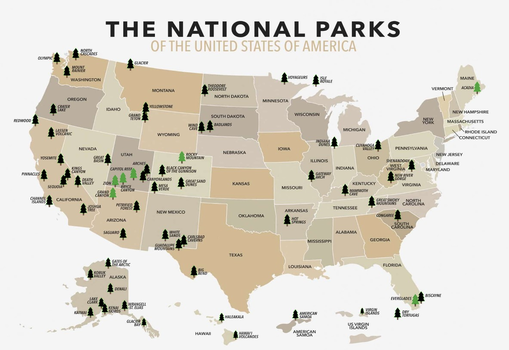 THE NATIONAL PARKS
OF THE UNITED STATES OF AMERICA
OLYMPIC
NORTH
CASCADES
MOUNT
RAINIER
WASHINGTON
GLACIER
MONTANA
THEODORE
ROOSEVELT
NORTH DAKOTA
VOYAGEURS
ISLE
ROYALE
MINNESOTA
MAINE
ACADIA
VERMONT
NEW HAMPSHIRE
MASSACHUSETTS
RHODE ISLAND
CONNECTICUT
NEW YORK
OREGON
CRATER
LAKE
IDAHO
YELLOWSTONE
GRAND
TETON
WYOMING
SOUTH DAKOTA
WIND
CAVE
BADLANDS
WISCONSIN
MICHIGAN
REDWOOD
LASSEN
VOLCANIC
NEVADA
UTAH
ROCKY
MOUNTAIN
NEBRASKA
IOWA
INDIANA
DUNES
OHIO
PENNSYLVANIA
NEW JERSEY
DELAWARE
MARYLAND
YOSEMITE
PINNACLES
KINGS
CANYON
SEQUOIA
DEATH
VALLEY
GREAT
BASIN
CAPITOL REEF
ARCHES
CANYONLANDS
ZION
BRYCE
CANYON
GRAND
CANYON
BLACK CANYON
OF THE GUNNISON
GREAT SAND
DUNES
MESA
VERDE
KANSAS
MISSOURI
ILLINOIS
INDIANA
GATEWAY
ARCH
KENTUCKY
MAMMOTH
CAVE
WEST
VIRGINIA
SHENANDOAH
NEW RIVER
GORGE
VIRGINIA
CHANNEL
ISLANDS
CALIFORNIA
JOSHUA
TREE
ARIZONA
PETRIFIED
FOREST
SAGUARO
NEW MEXICO
WHITE
SANDS
CARLSBAD
CAVERNS
GUADALUPE
MOUNTAINS
OKLAHOMA
ARKANSAS
HOT
SPRINGS
TENNESSEE
GREAT SMOKY
MOUNTAINS
NORTH
CAROLINA
CONGAREE
SOUTH
CAROLINA
TEXAS
BIG
BEND
LOUISIANA
MISSISSIPPI
ALABAMA
GEORGIA
FLORIDA
EVERGLADES
BISCAYNE
DRY
TORTUGAS
GATES OF
THE ARCTIC
KOBUK
VALLEY
ALASKA
DENALI
LAKE
CLARK
KATMAI
KENAI
FJORDS
WRANGELL
ST. ELIAS
GLACIER
BAY
HAWAII
HALEAKALA
HAWAI'I
VOLCANOES
AMERICAN
SAMOA
AMERICAN
SAMOA
VIRGIN
ISLANDS
US VIRGIN
ISLANDS